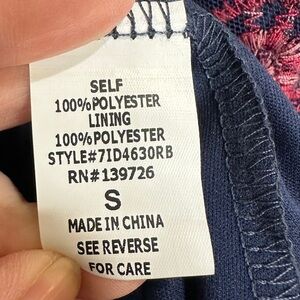 SELF
100%POLYESTER
LINING
100%POLYESTER
STYLE#7ID4630RB
RN#139726
S
MADE IN CHINA
SEE REVERSE
FOR CARE